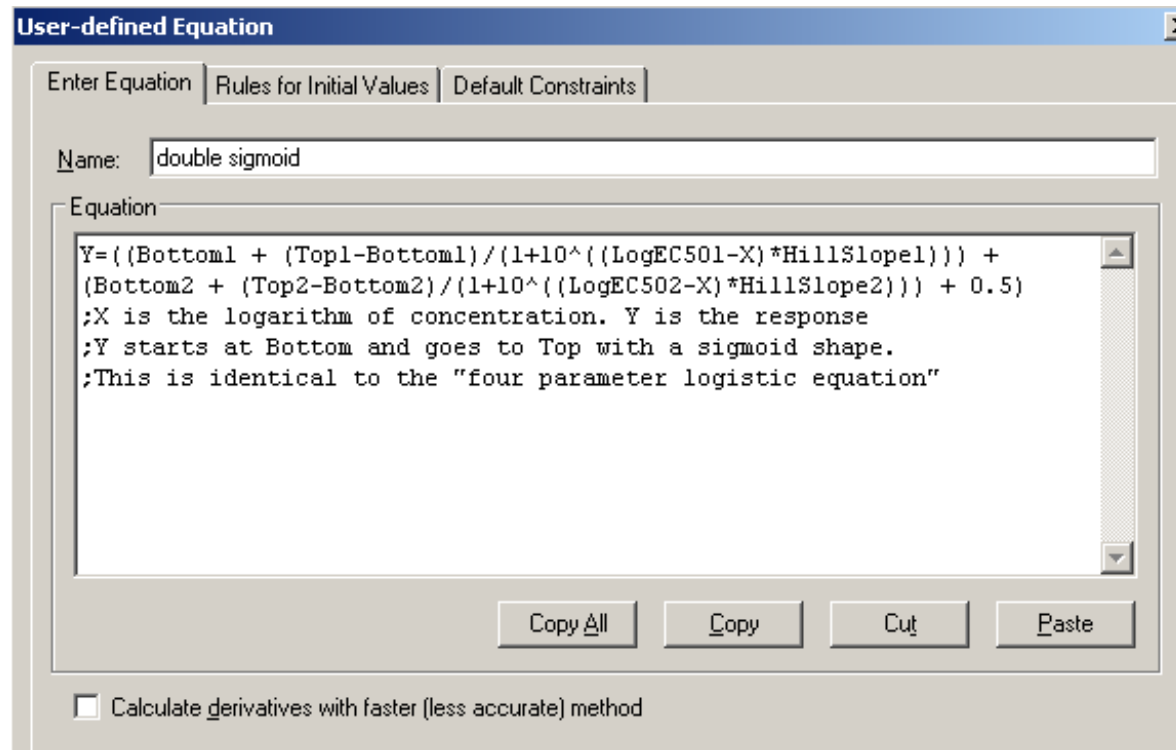 User-defined Equation
Enter Equation
Rules for Initial Values
Default Constraints
Name:
double sigmoid
Equation
Y=((Bottom1 + (Top1-Bottom1)/(1+10^((LogEC501-X)*HillSlope1))) +
(Bottom2 + (Top2-Bottom2)/(1+10^((LogEC502-X)*HillSlope2))) + 0.5)
;X is the logarithm of concentration. Y is the response
;Y starts at Bottom and goes to Top with a sigmoid shape.
;This is identical to the "four parameter logistic equation"
Copy All
Copy
Cut
Paste
Calculate derivatives with faster (less accurate) method